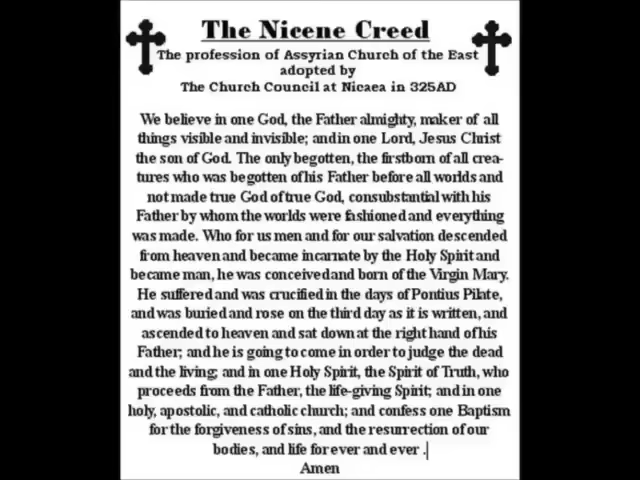 The Nicene Creed
The profession of Assyrian Church of the East
adopted by
The Church Council at Nicaea in 325AD
We believe in one God, the Father almighty, maker of all
things visible and invisible; and in one Lord, Jesus Christ
the son of God. The only begotten, the firstborn of all crea-
tures who was begotten of his Father before all worlds and
not made true God of true God, consubstantial with his
Father by whom the worlds were fashioned and everything
was made. Who for us men and for our salvation descended
from heaven and became incarnate by the Holy Spirit and
became man, he was conceived and born of the Virgin Mary.
He suffered and was crucified in the days of Pontius Pilate,
and was buried and rose on the third day as it is written, and
ascended to heaven and sat down at the right hand of his
Father; and he is going to come in order to judge the dead
and the living; and in one Holy Spirit, the Spirit of Truth, who
proceeds from the Father, the life-giving Spirit; and in one
holy, apostolic, and catholic church; and confess one Baptism
for the forgiveness of sins, and the resurrection of our
bodies, and life for ever and ever .
Amen